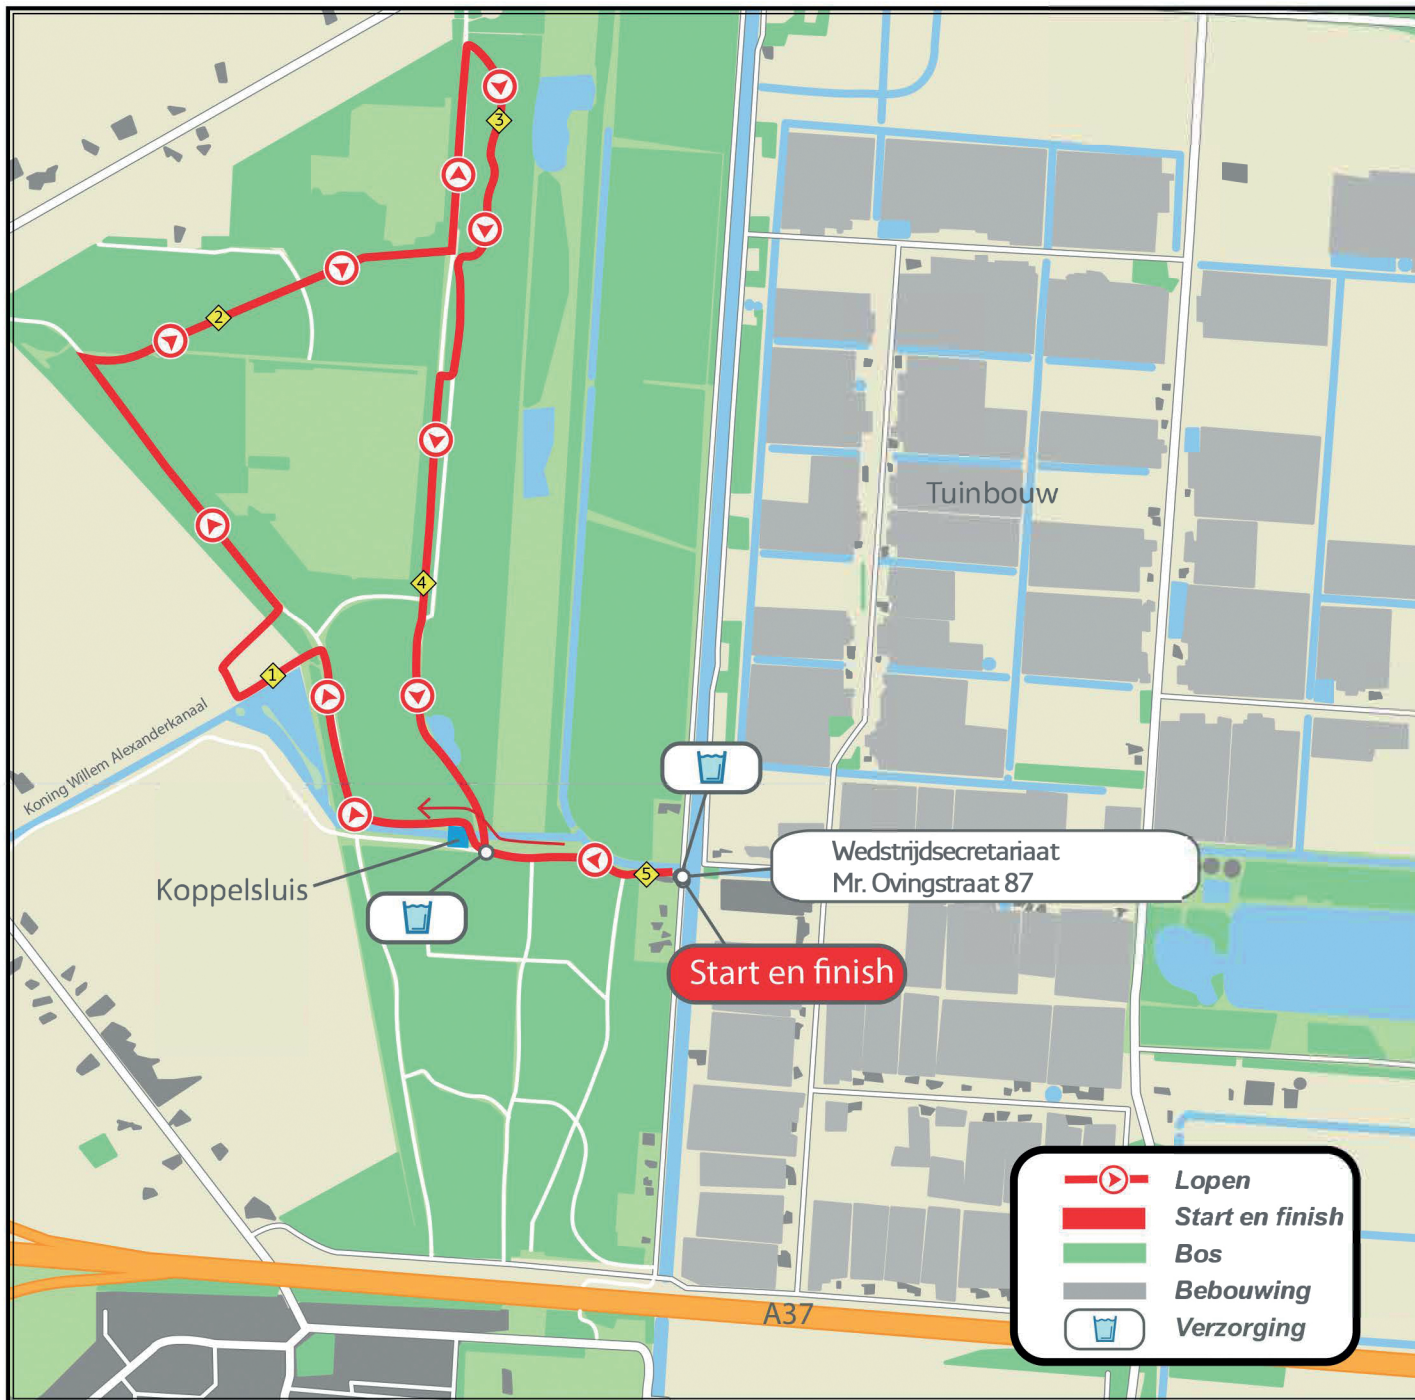 3
2
Tuinbouw
4
1
Koning Willem Alexanderkanaal
Wedstrijdsecretariaat
Mr. Ovingstraat 87
5
Koppelsluis
Start en finish
Lopen
Start en finish
Bos
Bebouwing
Verzorging
A37